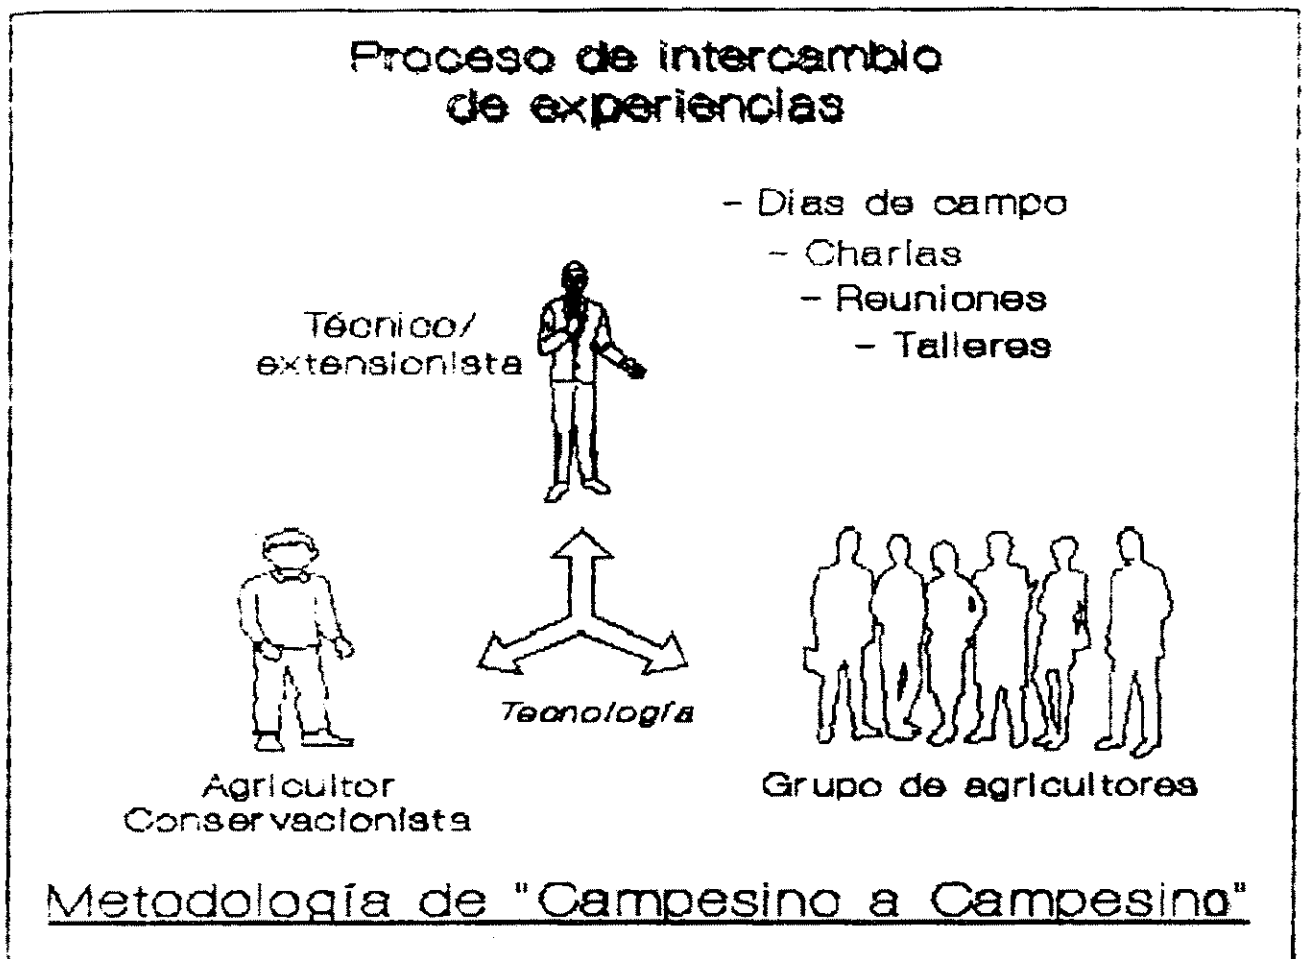 Proceso de intercambio
de experiencias
- Dias de campo
- Charlas
- Reuniones
- Talleres
Técnico/
extensionista
Tecnología
Agricultor
Conservacionista
Grupo de agricultores
Metodología de "Campesino a Campesino"